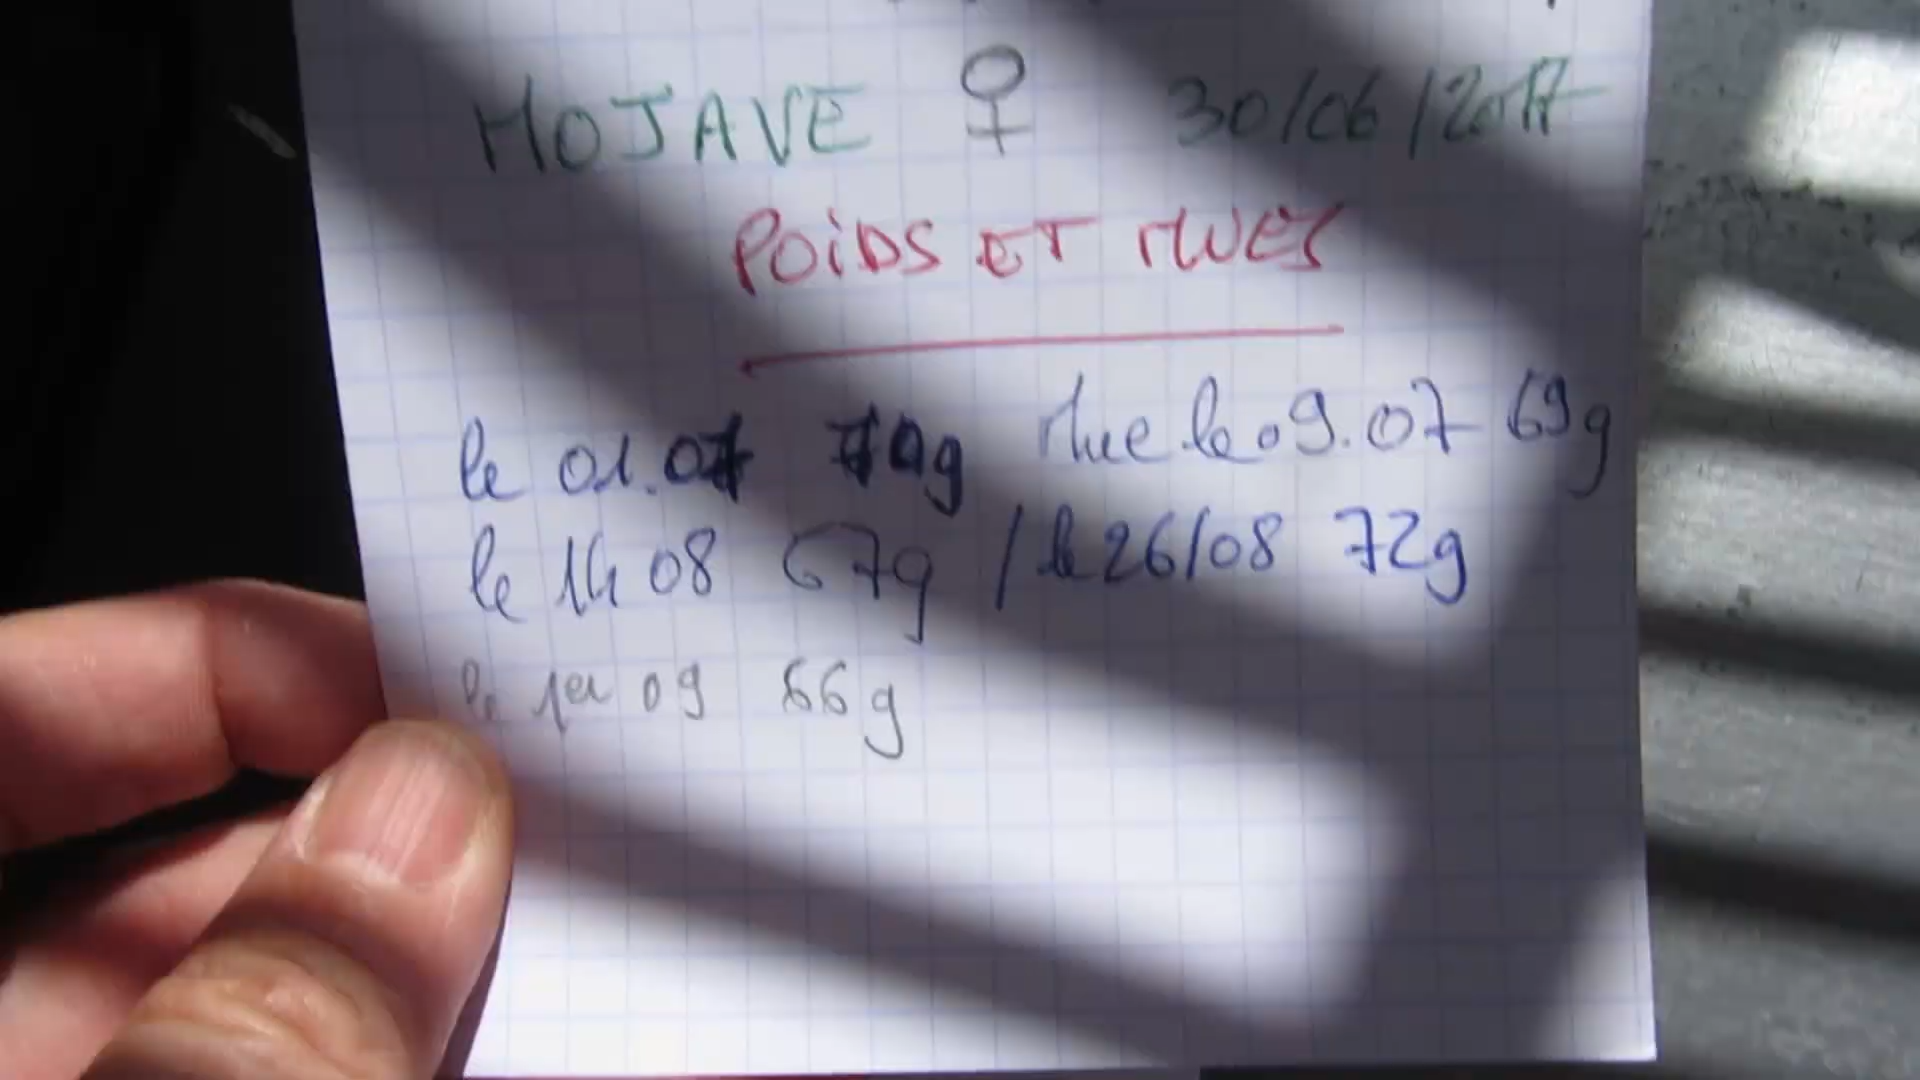 MOJAVE ♀ 30/06/2017
POIDS ET MUES
le 01.07 70g Mue le 09.07 69g
le 14 08 67g / le 26/08 72g
le 1er 09 66g